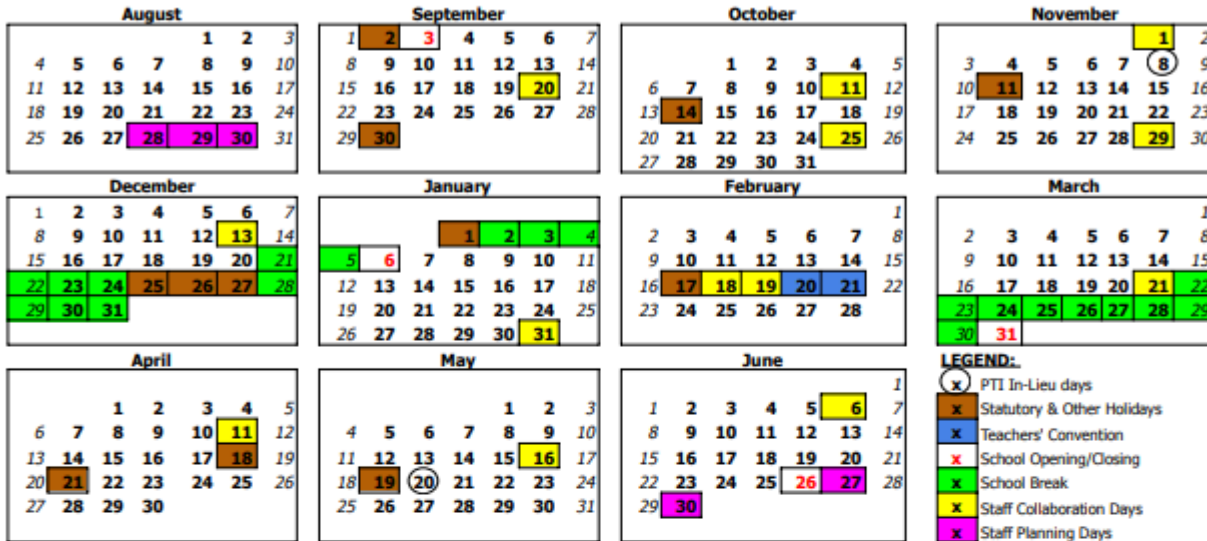 August
1 2 3
4 5 6 7 8 9 10
11 12 13 14 15 16 17
18 19 20 21 22 23 24
25 26 27 28 29 30 31
September
1 2 3 4 5 6 7
8 9 10 11 12 13 14
15 16 17 18 19 20 21
22 23 24 25 26 27 28
29 30
October
1 2 3 4 5
6 7 8 9 10 11 12
13 14 15 16 17 18 19
20 21 22 23 24 25 26
27 28 29 30 31
November
1 2
3 4 5 6 7 8 9
10 11 12 13 14 15 16
17 18 19 20 21 22 23
24 25 26 27 28 29 30
December
1 2 3 4 5 6 7
8 9 10 11 12 13 14
15 16 17 18 19 20 21
22 23 24 25 26 27 28
29 30 31
January
1 2 3 4
5 6 7 8 9 10 11
12 13 14 15 16 17 18
19 20 21 22 23 24 25
26 27 28 29 30 31
February
1
2 3 4 5 6 7 8
9 10 11 12 13 14 15
16 17 18 19 20 21 22
23 24 25 26 27 28
March
1
2 3 4 5 6 7 8
9 10 11 12 13 14 15
16 17 18 19 20 21 22
23 24 25 26 27 28 29
30 31
April
1 2 3 4 5
6 7 8 9 10 11 12
13 14 15 16 17 18 19
20 21 22 23 24 25 26
27 28 29 30
May
1 2 3
4 5 6 7 8 9 10
11 12 13 14 15 16 17
18 19 20 21 22 23 24
25 26 27 28 29 30 31
June
1
1 2 3 4 5 6 7
8 9 10 11 12 13 14
15 16 17 18 19 20 21
22 23 24 25 26 27 28
29 30
LEGEND:
x PTI In-Lieu days
x Statutory & Other Holidays
x Teachers' Convention
x School Opening/Closing
x School Break
x Staff Collaboration Days
x Staff Planning Days